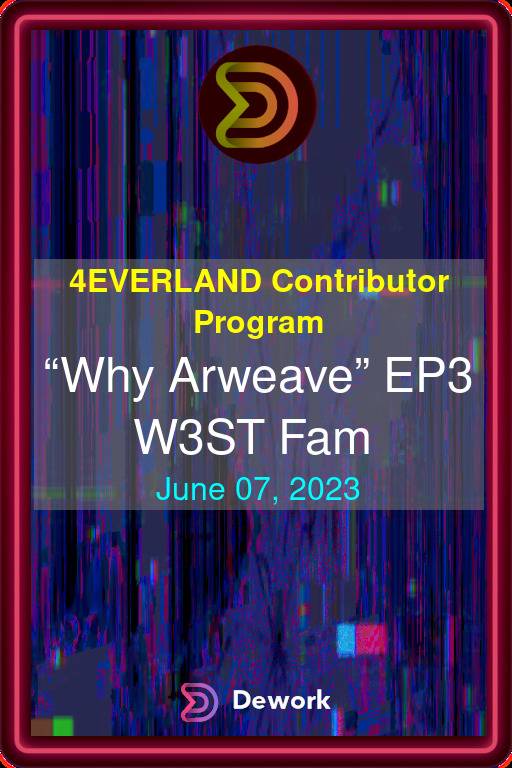 4EVERLAND Contributor
Program
“Why Arweave” EP3
W3ST Fam
June 07, 2023
Dework